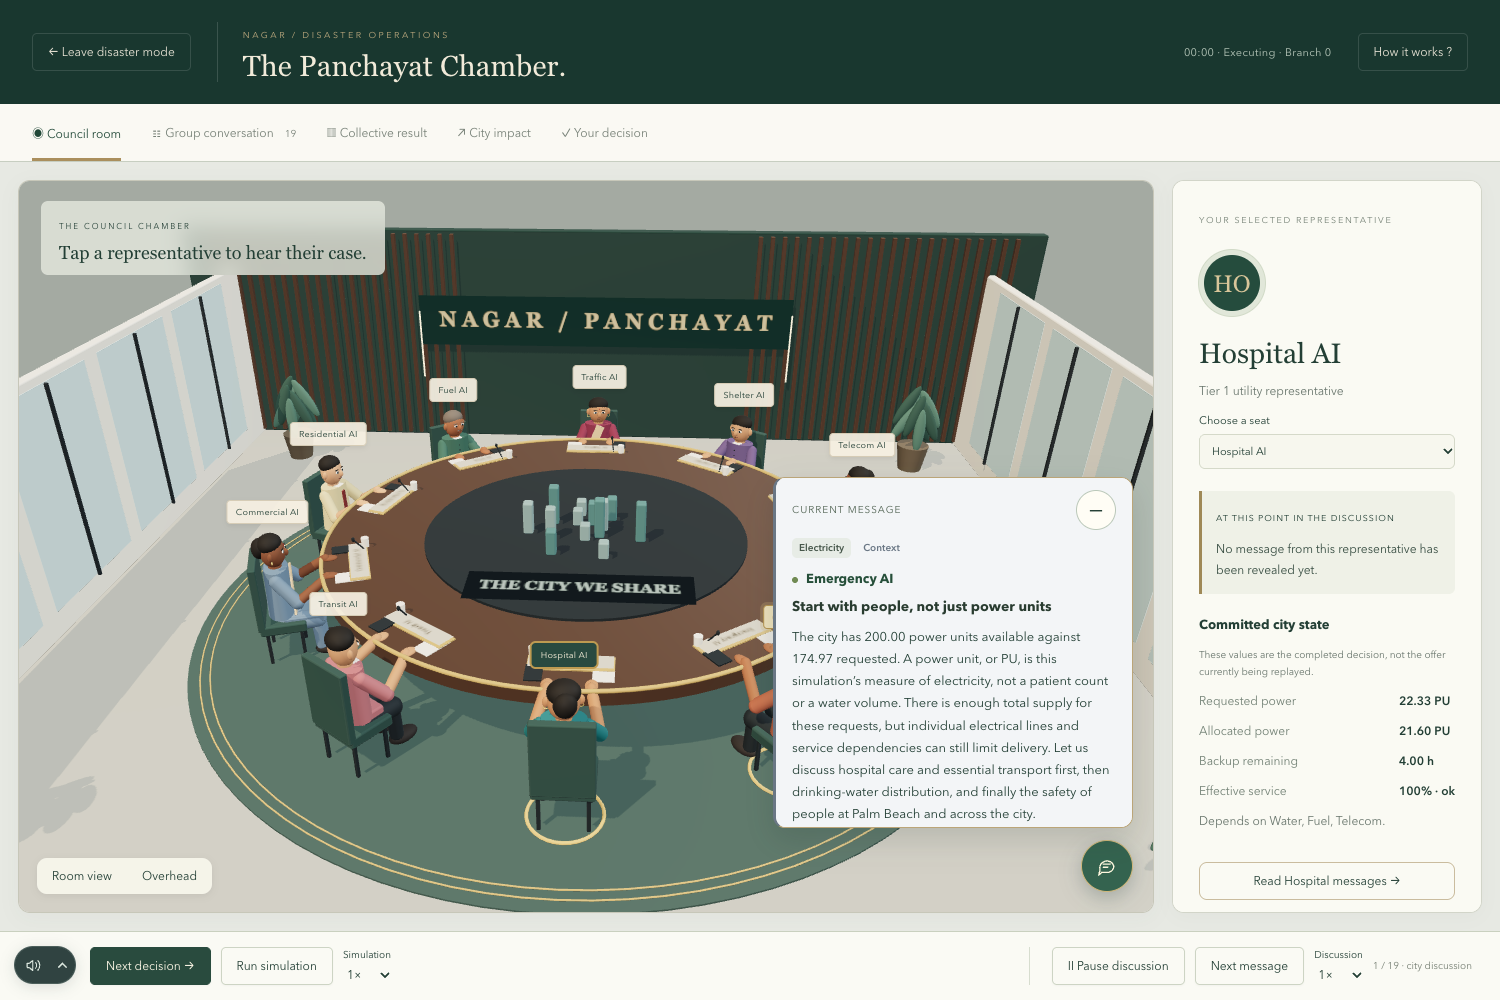 ← Leave disaster mode
NAGAR / DISASTER OPERATIONS
The Panchayat Chamber.
00:00 · Executing · Branch 0
How it works ?
Council room
Group conversation 19
Collective result
City impact
Your decision
THE COUNCIL CHAMBER
Tap a representative to hear their case.
NAGAR / PANCHAYAT
Traffic AI
Fuel AI
Shelter AI
Residential AI
Telecom AI
Commercial AI
Transit AI
Hospital AI
THE CITY WE SHARE
CURRENT MESSAGE
Electricity Context
Emergency AI
Start with people, not just power units
The city has 200.00 power units available against
174.97 requested. A power unit, or PU, is this
simulation's measure of electricity, not a patient count
or a water volume. There is enough total supply for
these requests, but individual electrical lines and
service dependencies can still limit delivery. Let us
discuss hospital care and essential transport first, then
drinking-water distribution, and finally the safety of
people at Palm Beach and across the city.
Room view Overhead
YOUR SELECTED REPRESENTATIVE
HO
Hospital AI
Tier 1 utility representative
Choose a seat
Hospital AI
AT THIS POINT IN THE DISCUSSION
No message from this representative has
been revealed yet.
Committed city state
These values are the completed decision, not the offer
currently being replayed.
Requested power 22.33 PU
Allocated power 21.60 PU
Backup remaining 4.00 h
Effective service 100% · ok
Depends on Water, Fuel, Telecom.
Read Hospital messages →
Next decision →
Run simulation
Simulation
1×
II Pause discussion
Next message
Discussion
1×
1 / 19 · city discussion